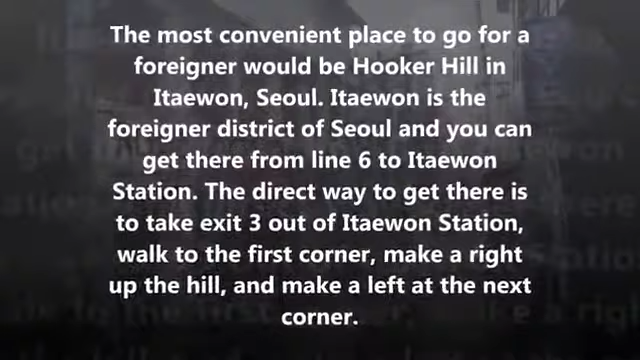 The most convenient place to go for a
foreigner would be Hooker Hill in
Itaewon, Seoul. Itaewon is the
foreigner district of Seoul and you can
get there from line 6 to Itaewon
Station. The direct way to get there is
to take exit 3 out of Itaewon Station,
walk to the first corner, make a right
up the hill, and make a left at the next
corner.